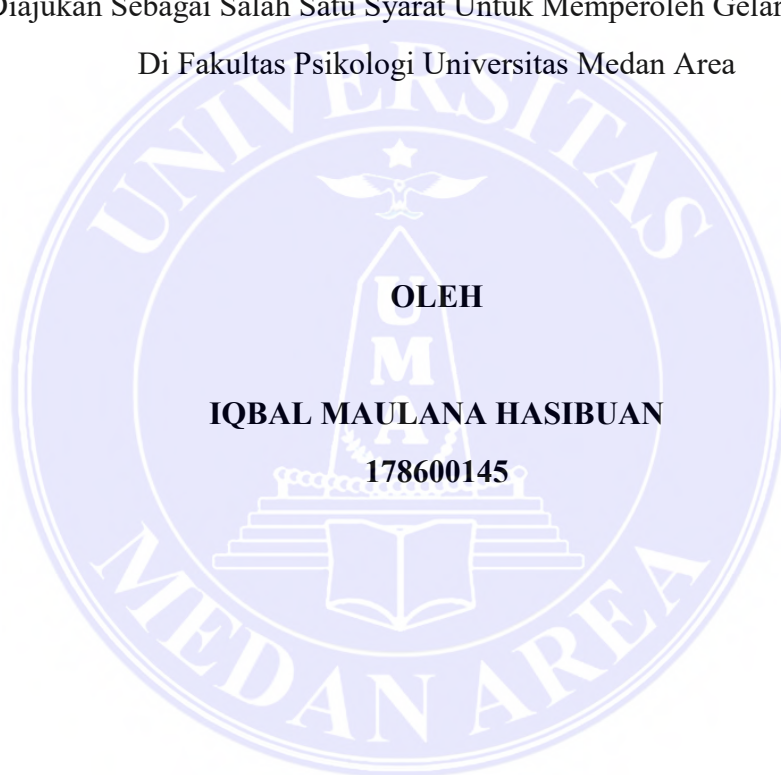 Diajukan Sebagai Salah Satu Syarat Untuk Memperoleh Gelar
Di Fakultas Psikologi Universitas Medan Area
UNIVERSITAS
OLEH
UMA
IQBAL MAULANA HASIBUAN
178600145
MEDAN AREA